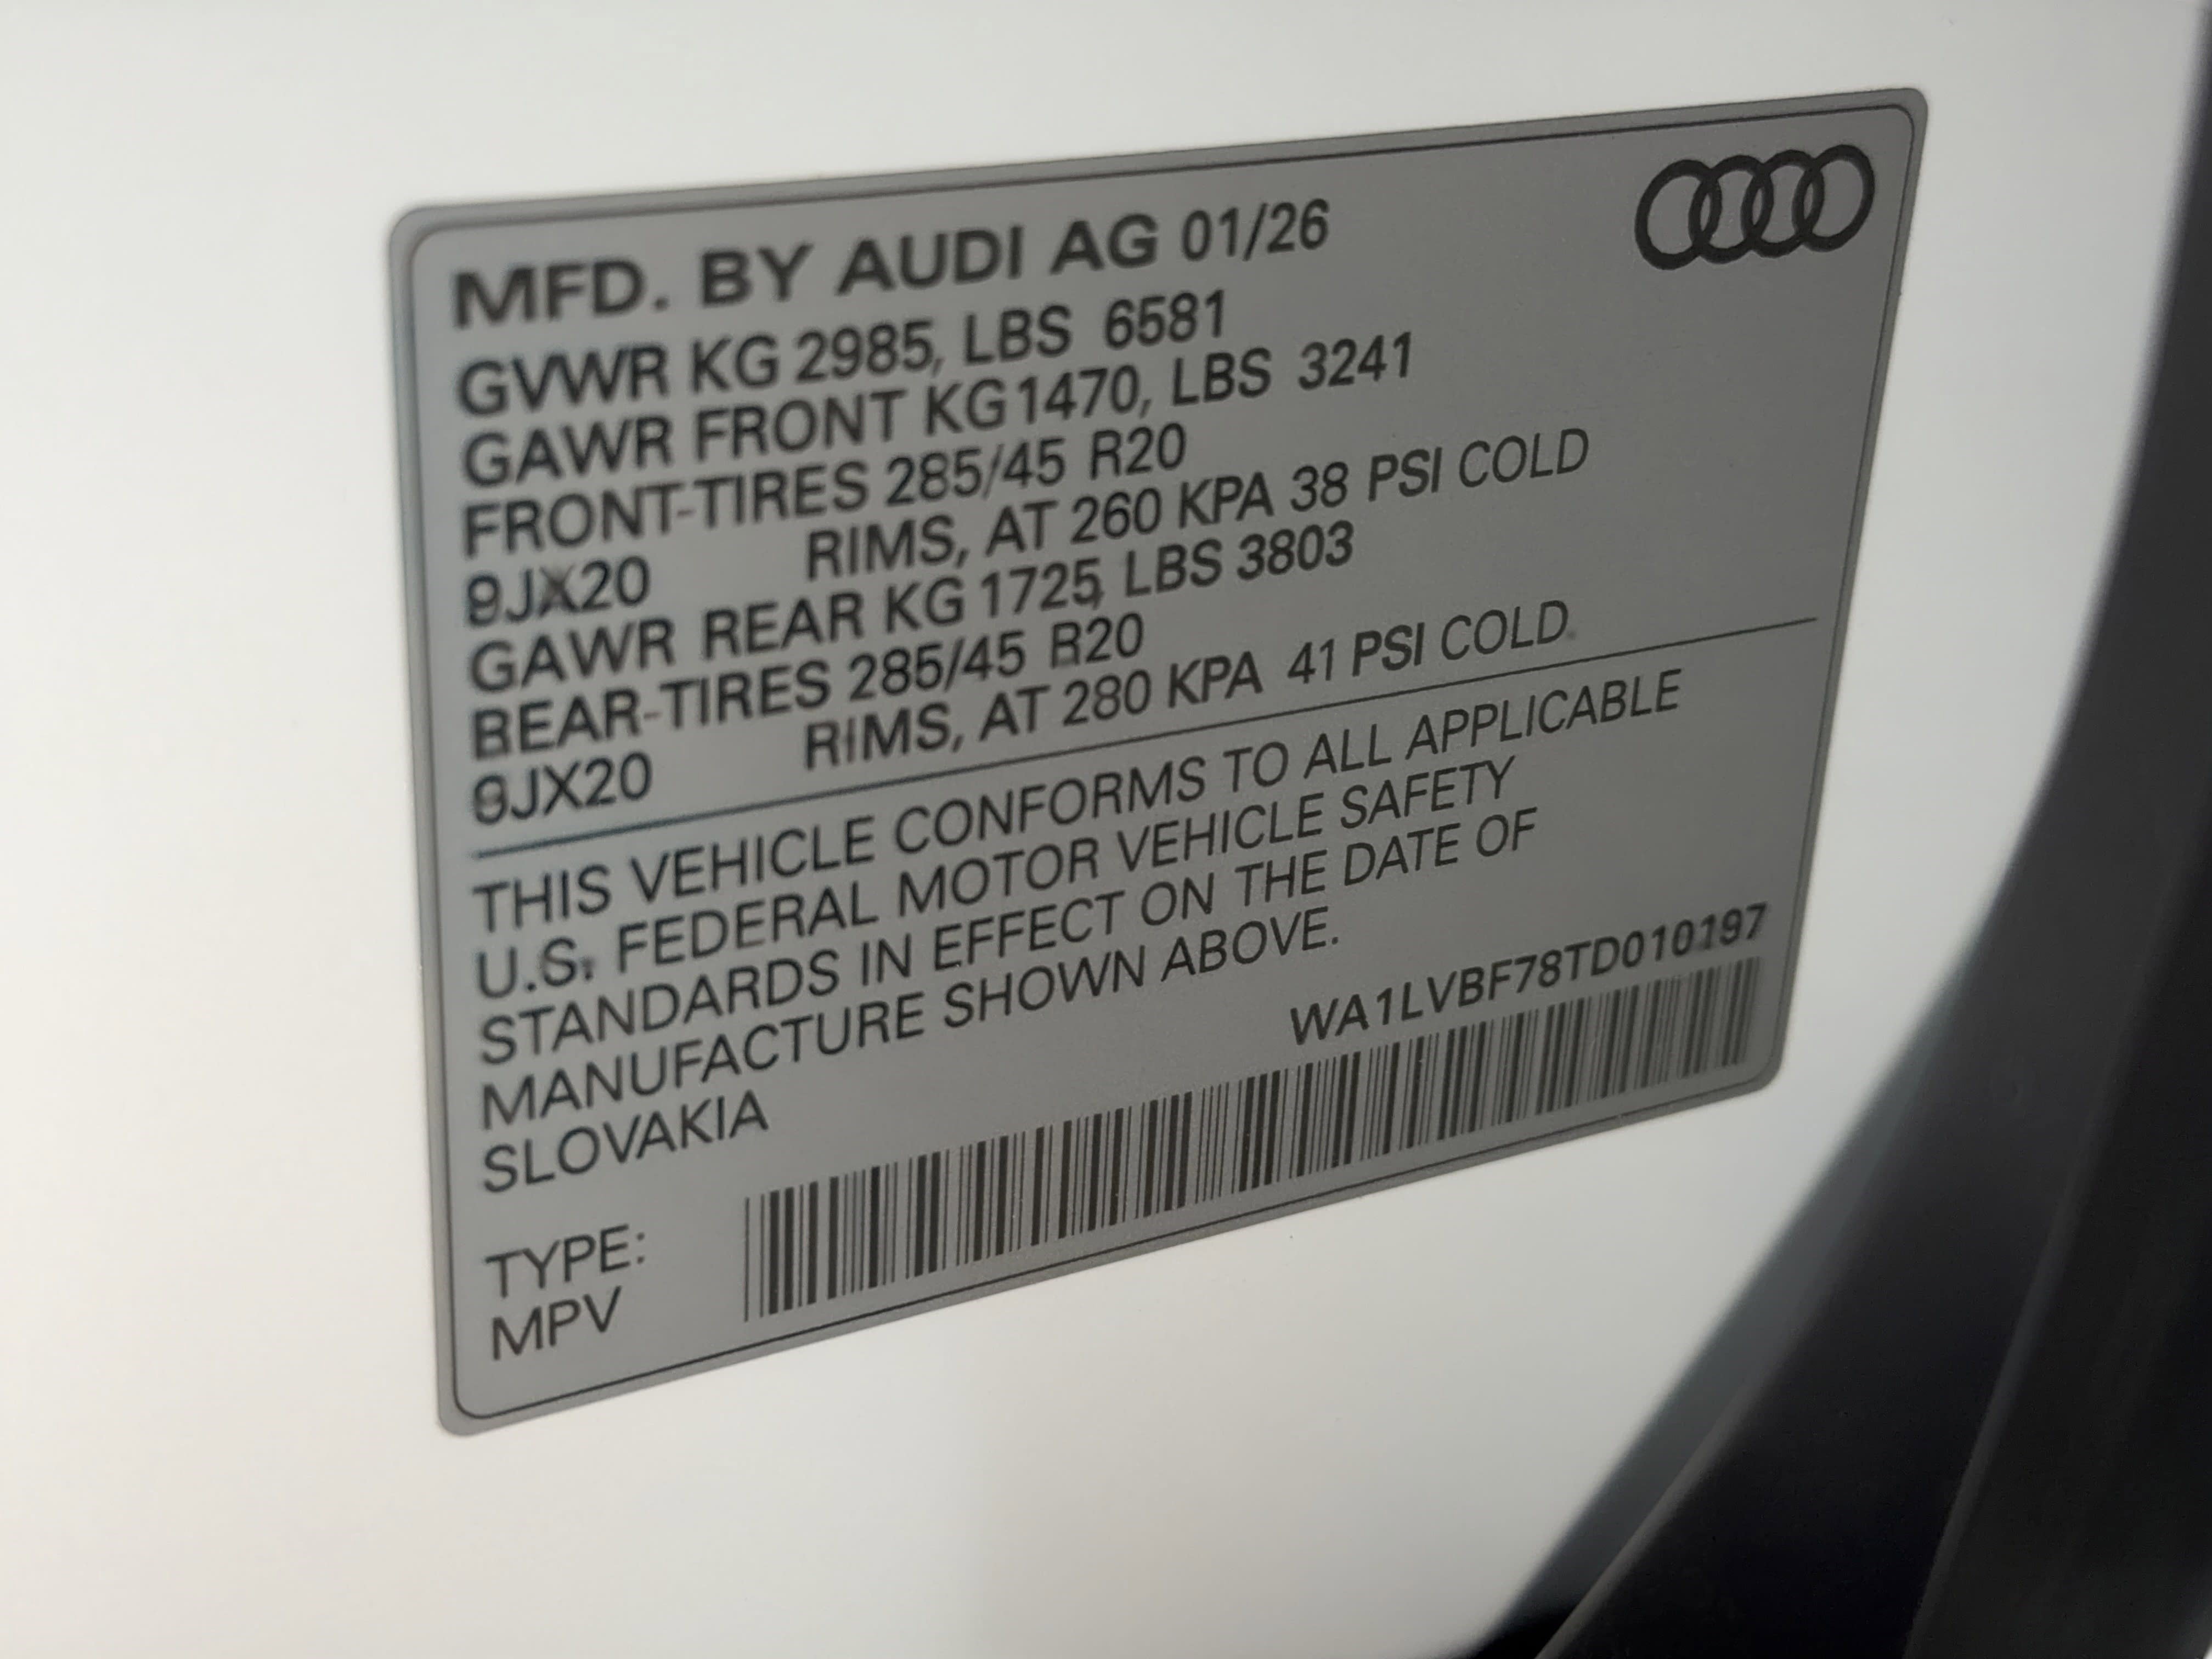 MFD. BY AUDI AG 01/26
GVWR KG 2985, LBS 6581
GAWR FRONT KG 1470, LBS 3241
FRONT-TIRES 285/45 R20
9JX20 RIMS, AT 260 KPA 38 PSI COLD
GAWR REAR KG 1725, LBS 3803
REAR-TIRES 285/45 R20
9JX20 RIMS, AT 280 KPA 41 PSI COLD
THIS VEHICLE CONFORMS TO ALL APPLICABLE
U.S. FEDERAL MOTOR VEHICLE SAFETY
STANDARDS IN EFFECT ON THE DATE OF
MANUFACTURE SHOWN ABOVE.
SLOVAKIA
WA1LVBF78TD010197
TYPE:
MPV